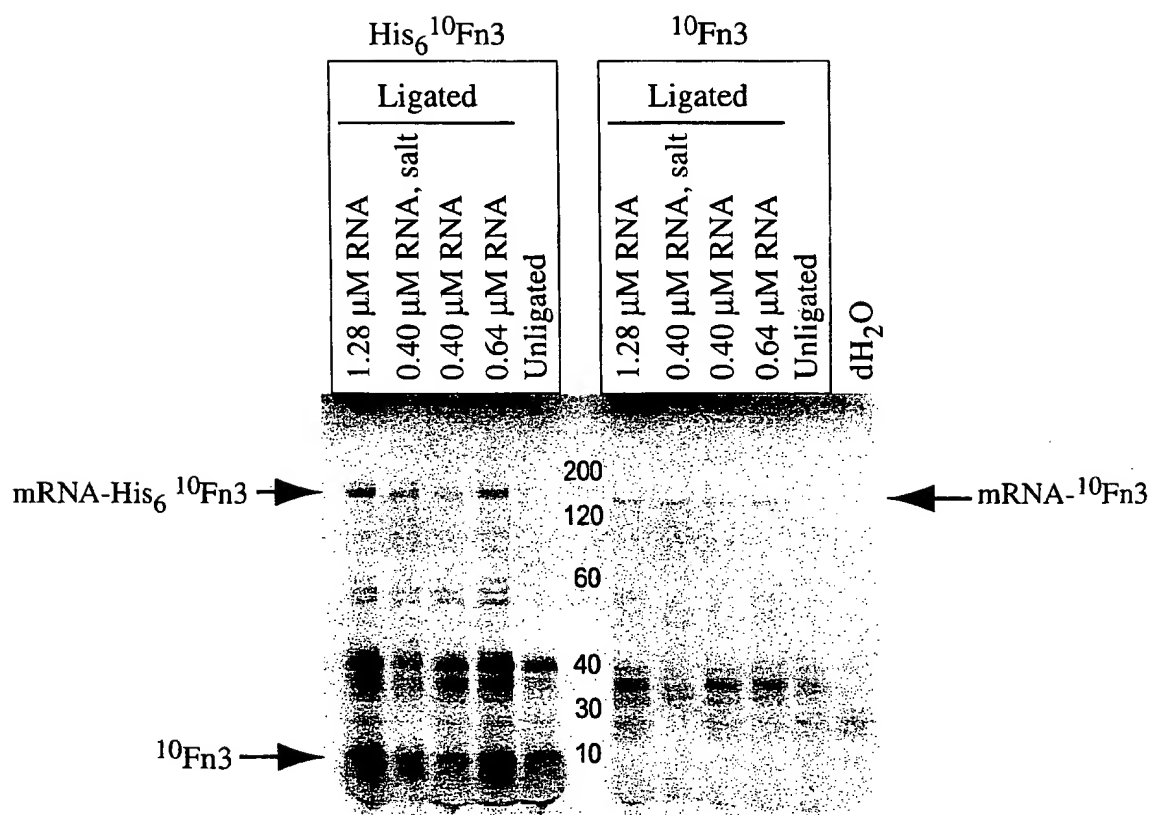 His₆¹⁰Fn3
¹⁰Fn3
Ligated
Ligated
1.28 µM RNA
0.40 µM RNA, salt
0.40 µM RNA
0.64 µM RNA
Unligated
1.28 µM RNA
0.40 µM RNA, salt
0.40 µM RNA
0.64 µM RNA
Unligated
dH₂O
mRNA-His₆ ¹⁰Fn3
200
120
60
40
30
10
mRNA-¹⁰Fn3
¹⁰Fn3